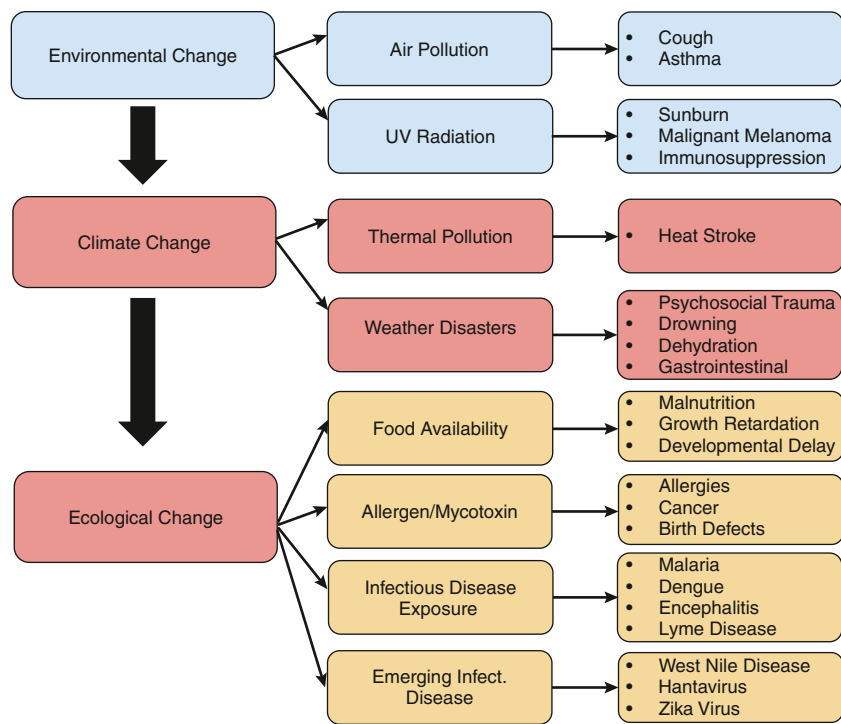 Environmental Change
Air Pollution
• Cough
• Asthma
UV Radiation
• Sunburn
• Malignant Melanoma
• Immunosuppression
Climate Change
Thermal Pollution
• Heat Stroke
Weather Disasters
• Psychosocial Trauma
• Drowning
• Dehydration
• Gastrointestinal
Ecological Change
Food Availability
• Malnutrition
• Growth Retardation
• Developmental Delay
Allergen/Mycotoxin
• Allergies
• Cancer
• Birth Defects
Infectious Disease
Exposure
• Malaria
• Dengue
• Encephalitis
• Lyme Disease
Emerging Infect.
Disease
• West Nile Disease
• Hantavirus
• Zika Virus